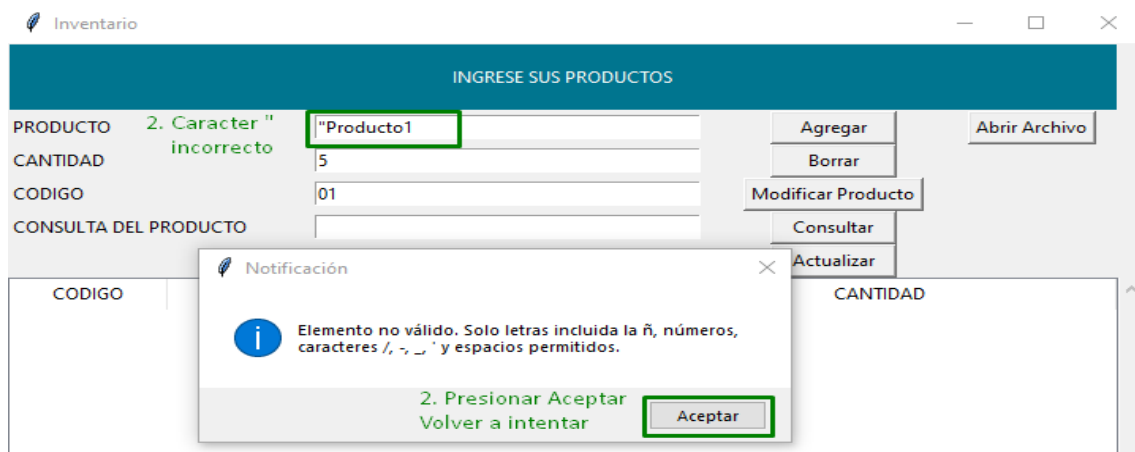 Inventario
INGRESE SUS PRODUCTOS
PRODUCTO
2. Caracter "
incorrecto
"Producto1
Agregar
Abrir Archivo
CANTIDAD
5
Borrar
CODIGO
01
Modificar Producto
CONSULTA DEL PRODUCTO
Consultar
Actualizar
Notificación
CODIGO
CANTIDAD
Elemento no válido. Solo letras incluida la ñ, números,
caracteres /, -, _, ' y espacios permitidos.
2. Presionar Aceptar
Volver a intentar
Aceptar